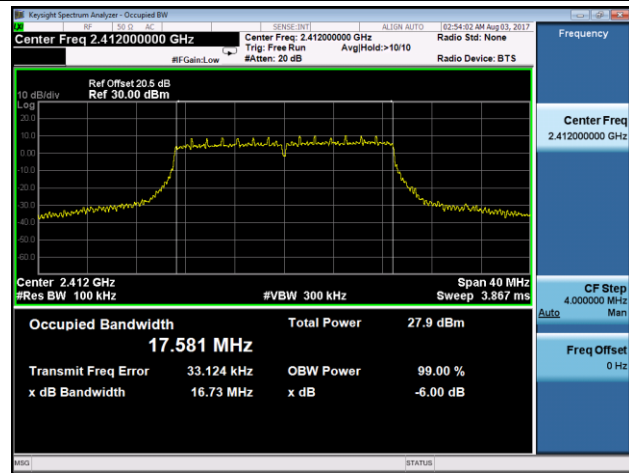 Keysight Spectrum Analyzer - Occupied BW
RF 50 Ω AC SENSE:INT ALIGN AUTO 02:54:02 AM Aug 03, 2017
Center Freq 2.412000000 GHz
Center Freq: 2.412000000 GHz Radio Std: None
Trig: Free Run Avg|Hold:>10/10
#IFGain:Low #Atten: 20 dB Radio Device: BTS
Frequency
Ref Offset 20.5 dB
10 dB/div Ref 30.00 dBm
Log
20.0
10.0
0.00
-10.0
-20.0
-30.0
-40.0
-50.0
-60.0
Center Freq
2.412000000 GHz
Center 2.412 GHz Span 40 MHz
#Res BW 100 kHz #VBW 300 kHz Sweep 3.867 ms
CF Step
4.000000 MHz
Auto Man
Freq Offset
0 Hz
Occupied Bandwidth Total Power 27.9 dBm
17.581 MHz
Transmit Freq Error 33.124 kHz OBW Power 99.00 %
x dB Bandwidth 16.73 MHz x dB -6.00 dB
MSG STATUS